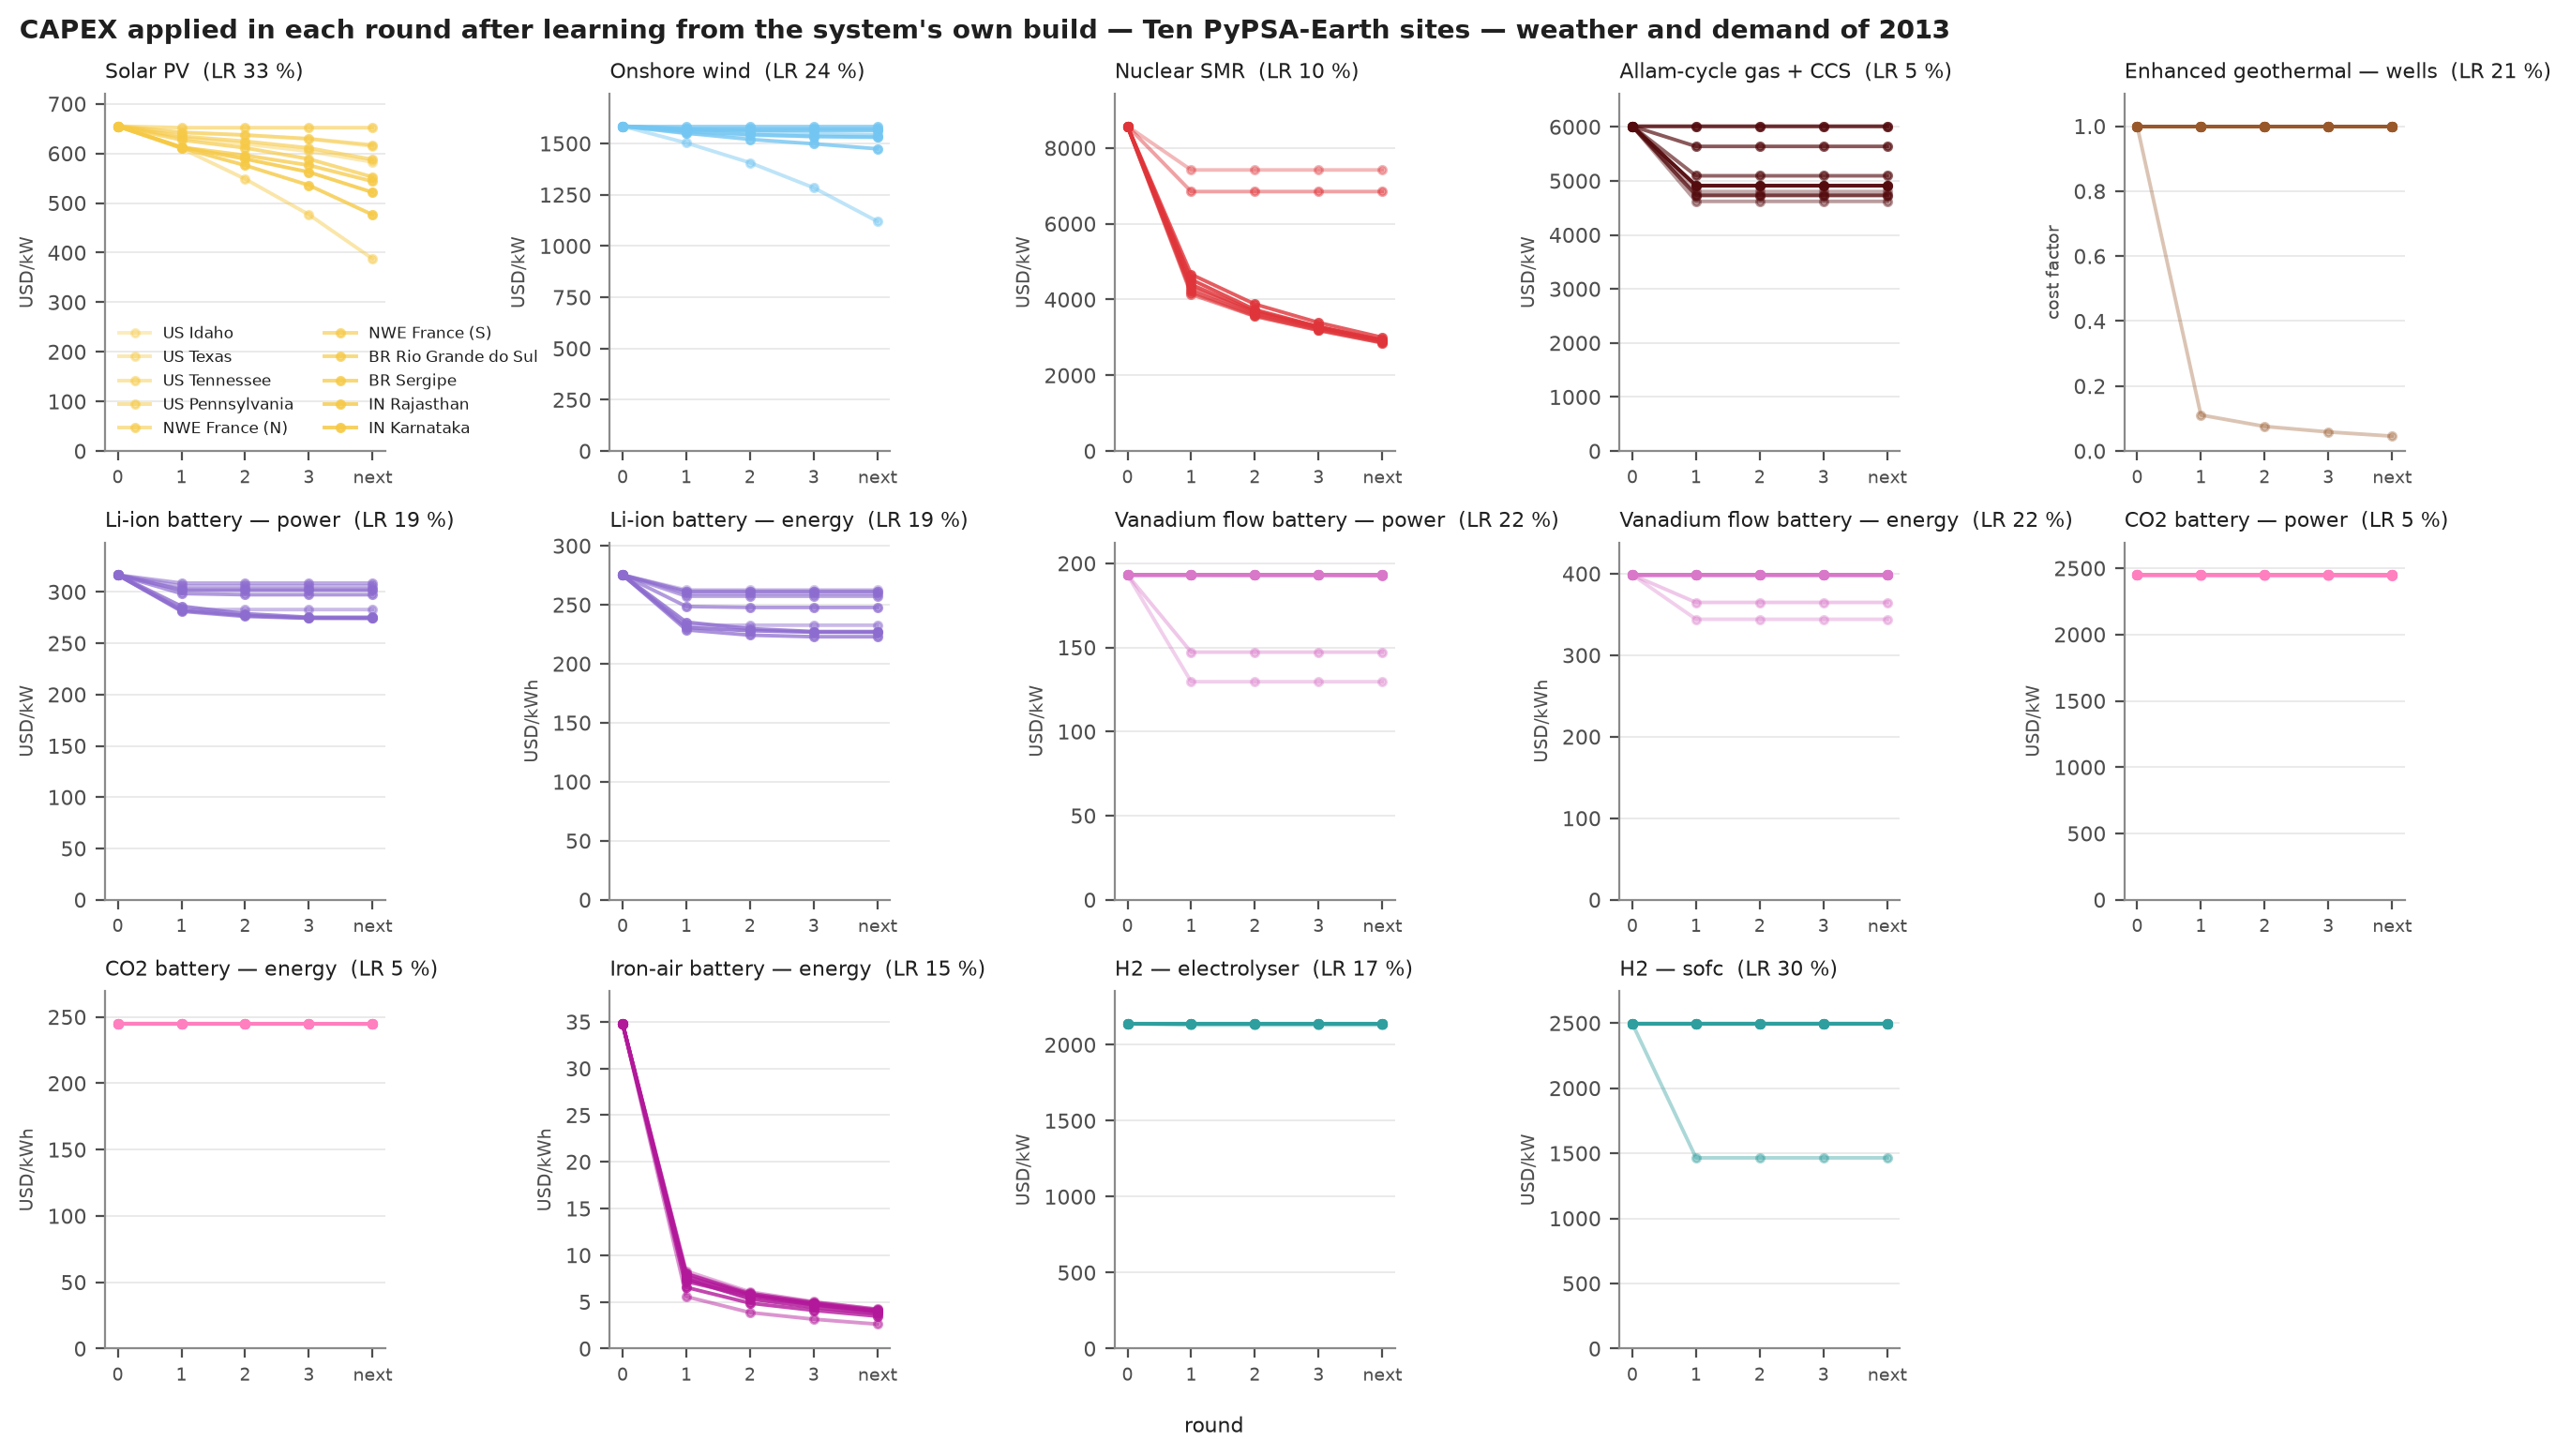 CAPEX applied in each round after learning from the system's own build — Ten PyPSA-Earth sites — weather and demand of 2013
Solar PV (LR 33 %)
700
600
500
400
300
200
100
0
USD/kW
US Idaho
US Texas
US Tennessee
US Pennsylvania
NWE France (N)
NWE France (S)
BR Rio Grande do Sul
BR Sergipe
IN Rajasthan
IN Karnataka
0 1 2 3 next
Onshore wind (LR 24 %)
1500
1250
1000
750
500
250
0
USD/kW
0 1 2 3 next
Nuclear SMR (LR 10 %)
8000
6000
4000
2000
0
USD/kW
0 1 2 3 next
Allam-cycle gas + CCS (LR 5 %)
6000
5000
4000
3000
2000
1000
0
USD/kW
0 1 2 3 next
Enhanced geothermal — wells (LR 21 %)
1.0
0.8
0.6
0.4
0.2
0.0
cost factor
0 1 2 3 next
Li-ion battery — power (LR 19 %)
300
250
200
150
100
50
0
USD/kW
0 1 2 3 next
Li-ion battery — energy (LR 19 %)
300
250
200
150
100
50
0
USD/kWh
0 1 2 3 next
Vanadium flow battery — power (LR 22 %)
200
150
100
50
0
USD/kW
0 1 2 3 next
Vanadium flow battery — energy (LR 22 %)
400
300
200
100
0
USD/kWh
0 1 2 3 next
CO2 battery — power (LR 5 %)
2500
2000
1500
1000
500
0
USD/kW
0 1 2 3 next
CO2 battery — energy (LR 5 %)
250
200
150
100
50
0
USD/kWh
0 1 2 3 next
Iron-air battery — energy (LR 15 %)
35
30
25
20
15
10
5
0
USD/kWh
0 1 2 3 next
H2 — electrolyser (LR 17 %)
2000
1500
1000
500
0
USD/kW
0 1 2 3 next
H2 — sofc (LR 30 %)
2500
2000
1500
1000
500
0
USD/kW
0 1 2 3 next
round